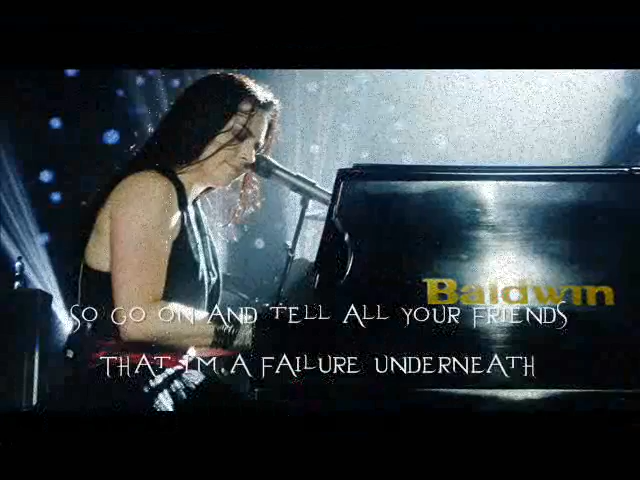 Baldwin
SO GO ON AND TELL ALL YOUR FRIENDS
THAT I'M A FAILURE UNDERNEATH